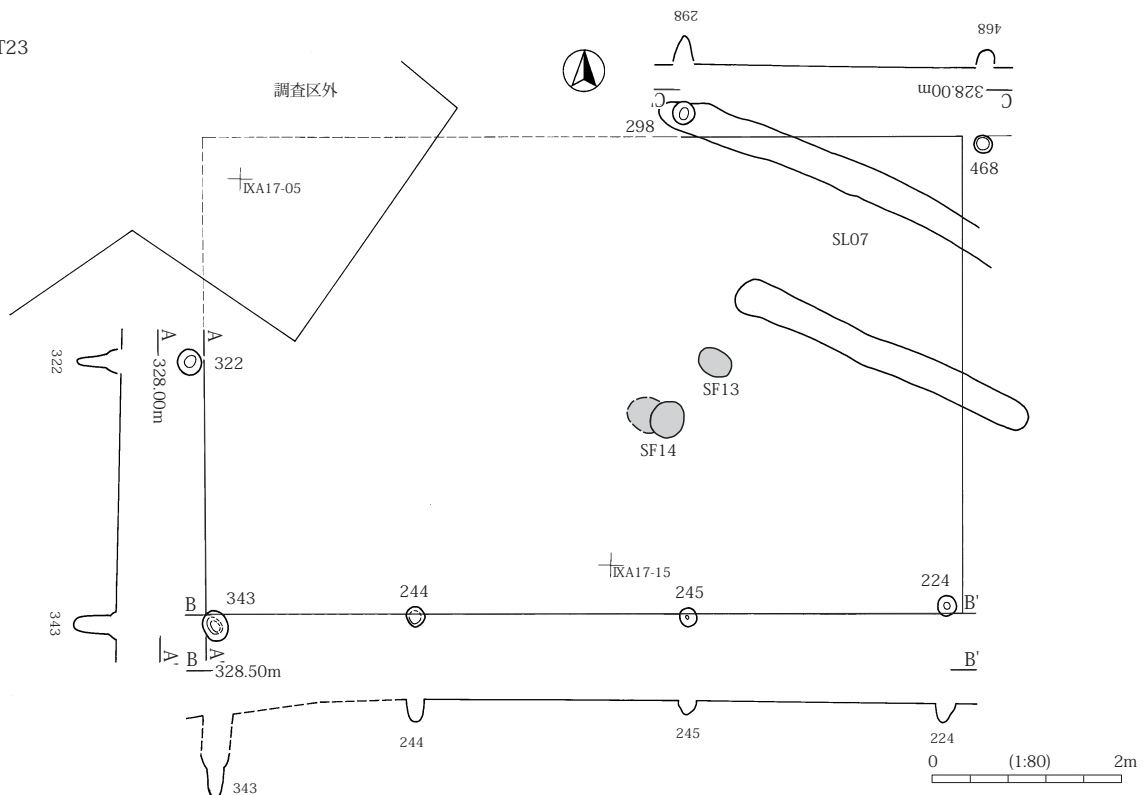 T23
298
468
調査区外
328.00m
C'
C
298
468
IXA17-05
SL07
A
A
322
328.00m
322
SF13
SF14
IXA17-15
343
B
343
244
245
224
B'
A'
A'
B
328.50m
B'
244
245
224
343
0 (1:80) 2m